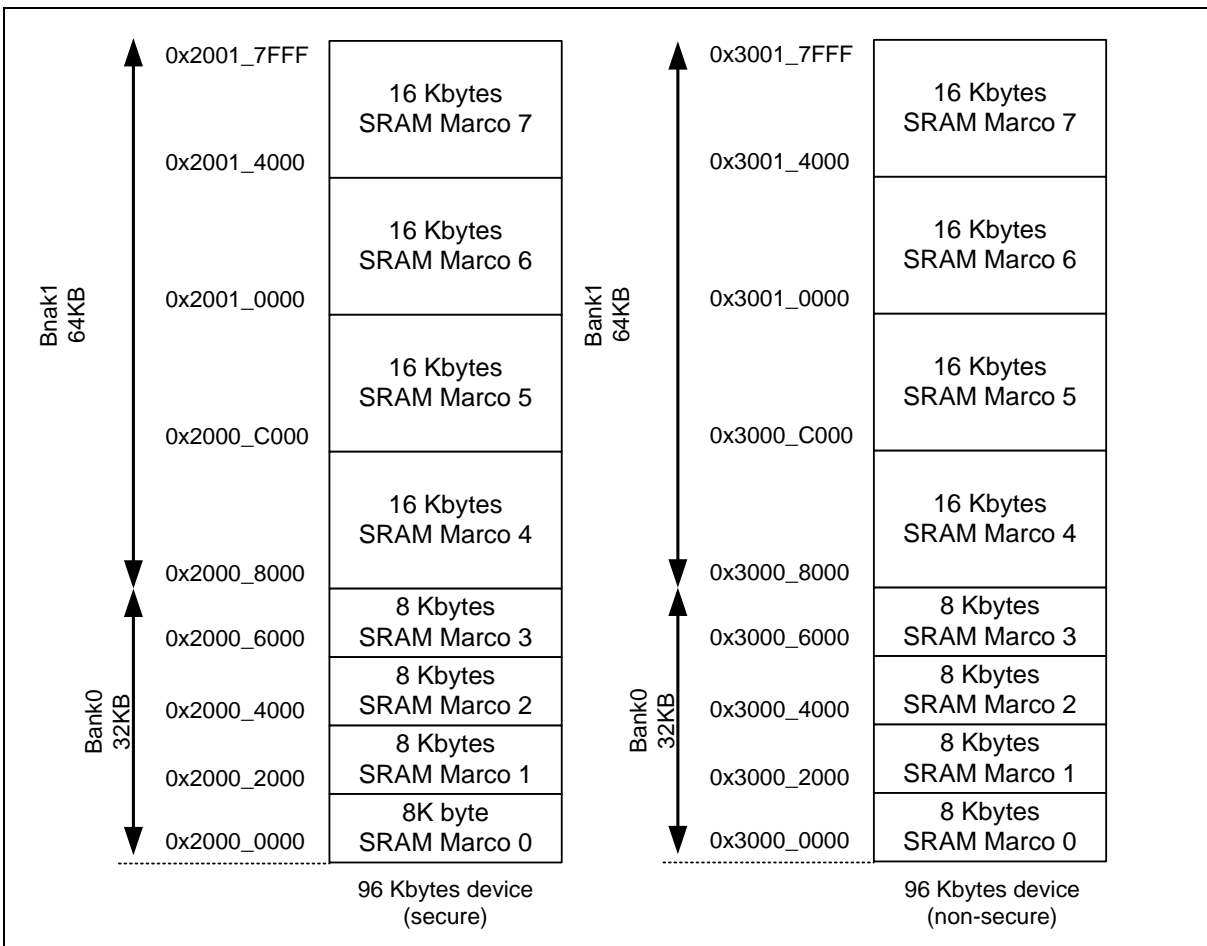 0x2001_7FFF
16 Kbytes
SRAM Marco 7
0x2001_4000
16 Kbytes
SRAM Marco 6
0x2001_0000
Bnak1
64KB
16 Kbytes
SRAM Marco 5
0x2000_C000
16 Kbytes
SRAM Marco 4
0x2000_8000
8 Kbytes
SRAM Marco 3
0x2000_6000
8 Kbytes
SRAM Marco 2
0x2000_4000
Bank0
32KB
8 Kbytes
SRAM Marco 1
0x2000_2000
8K byte
SRAM Marco 0
0x2000_0000
96 Kbytes device
(secure)
0x3001_7FFF
16 Kbytes
SRAM Marco 7
0x3001_4000
16 Kbytes
SRAM Marco 6
0x3001_0000
Bank1
64KB
16 Kbytes
SRAM Marco 5
0x3000_C000
16 Kbytes
SRAM Marco 4
0x3000_8000
8 Kbytes
SRAM Marco 3
0x3000_6000
8 Kbytes
SRAM Marco 2
0x3000_4000
Bank0
32KB
8 Kbytes
SRAM Marco 1
0x3000_2000
8 Kbytes
SRAM Marco 0
0x3000_0000
96 Kbytes device
(non-secure)